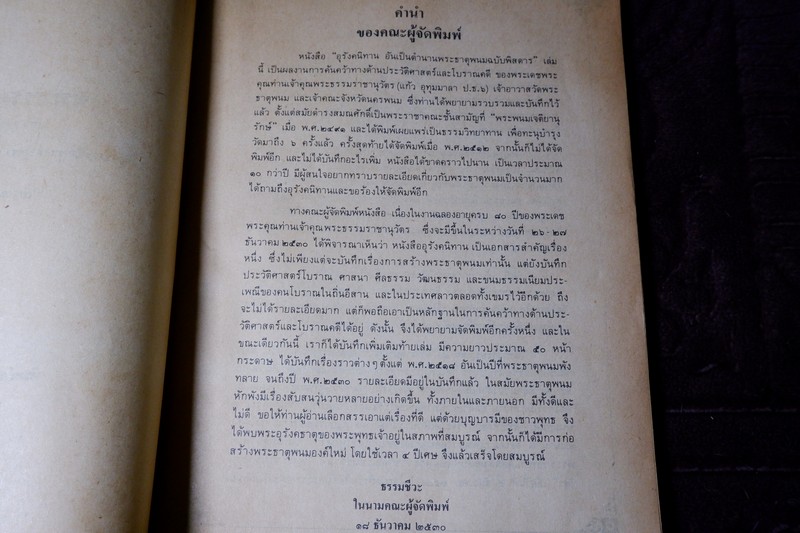 คำนำ
ของคณะผู้จัดพิมพ์
หนังสือ "อุรังคนิทาน อันเป็นตำนานพระธาตุพนมฉบับพิสดาร" เล่ม
นี้ เป็นผลงานการค้นคว้าทางด้านประวัติศาสตร์และโบราณคดี ของพระเดชพระ
คุณท่านเจ้าคุณพระธรรมราชานุวัตร (แก้ว อุทุมมาลา ป.ธ.๖) เจ้าอาวาสวัดพระ
ธาตุพนม และเจ้าคณะจังหวัดนครพนม ซึ่งท่านได้พยายามรวบรวมและบันทึกไว้
แล้ว ตั้งแต่สมัยดำรงสมณศักดิ์เป็นพระราชาคณะชั้นสามัญที่ "พระพนมเจติยานุ
รักษ์" เมื่อ พ.ศ.๒๔๙๑ และได้พิมพ์เผยแพร่เป็นธรรมวิทยาทาน เพื่อทะนุบำรุง
วัดมาถึง ๖ ครั้งแล้ว ครั้งสุดท้ายได้จัดพิมพ์เมื่อ พ.ศ.๒๕๑๒ จากนั้นก็ไม่ได้จัด
พิมพ์อีก และไม่ได้บันทึกอะไรเพิ่ม หนังสือได้ขาดคราวไปนาน เป็นเวลาประมาณ
๑๐ กว่าปี มีผู้สนใจอยากทราบรายละเอียดเกี่ยวกับพระธาตุพนมเป็นจำนวนมาก
ได้ถามถึงอุรังคนิทานและขอร้องให้จัดพิมพ์อีก
ทางคณะผู้จัดพิมพ์หนังสือ เนื่องในงานฉลองอายุครบ ๘๐ ปีของพระเดช
พระคุณท่านเจ้าคุณพระธรรมราชานุวัตร ซึ่งจะมีขึ้นในระหว่างวันที่ ๒๖-๒๗
ธันวาคม ๒๕๓๐ ได้พิจารณาเห็นว่า หนังสืออุรังคนิทาน เป็นเอกสารสำคัญเรื่อง
หนึ่ง ซึ่งไม่เพียงแต่จะบันทึกเรื่องการสร้างพระธาตุพนมเท่านั้น แต่ยังบันทึก
ประวัติศาสตร์โบราณ ศาสนา ศีลธรรม วัฒนธรรม และขนมธรรมเนียมประ-
เพณีของคนโบราณในถิ่นอีสาน และในประเทศลาวตลอดทั้งเขมรไว้อีกด้วย ถึง
จะไม่ได้รายละเอียดมาก แต่ก็พอถือเอาเป็นหลักฐานในการค้นคว้าทางด้านประ-
วัติศาสตร์และโบราณคดีได้อยู่ ดังนั้น จึงได้พยายามจัดพิมพ์อีกครั้งหนึ่ง และใน
ขณะเดียวกันนี้ เราก็ได้บันทึกเพิ่มเติมท้ายเล่ม มีความยาวประมาณ ๕๐ หน้า
กระดาษ ได้บันทึกเรื่องราวต่างๆ ตั้งแต่ พ.ศ.๒๕๑๘ อันเป็นปีที่พระธาตุพนมพัง
ทลาย จนถึงปี พ.ศ.๒๕๓๐ รายละเอียดมีอยู่ในบันทึกแล้ว ในสมัยพระธาตุพนม
หักพังมีเรื่องสับสนวุ่นวายหลายอย่างเกิดขึ้น ทั้งภายในและภายนอก มีทั้งดีและ
ไม่ดี ขอให้ท่านผู้อ่านเลือกสรรเอาแต่เรื่องที่ดี แต่ด้วยบุญบารมีของชาวพุทธ จึง
ได้พบพระอุรังคธาตุของพระพุทธเจ้าอยู่ในสภาพที่สมบูรณ์ จากนั้นก็ได้มีการก่อ
สร้างพระธาตุพนมองค์ใหม่ โดยใช้เวลา ๔ ปีเศษ จึงแล้วเสร็จโดยสมบูรณ์
ธรรมชีวะ
ในนามคณะผู้จัดพิมพ์
๑๘ ธันวาคม ๒๕๓๐